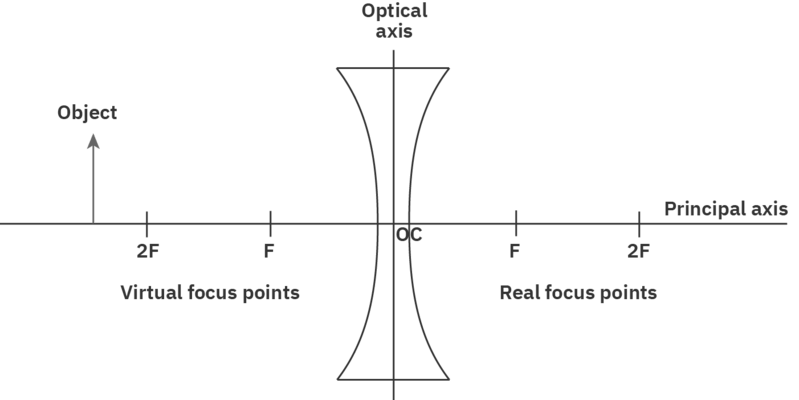 Optical
axis
Object
Principal axis
OC
2F
F
F
2F
Virtual focus points
Real focus points